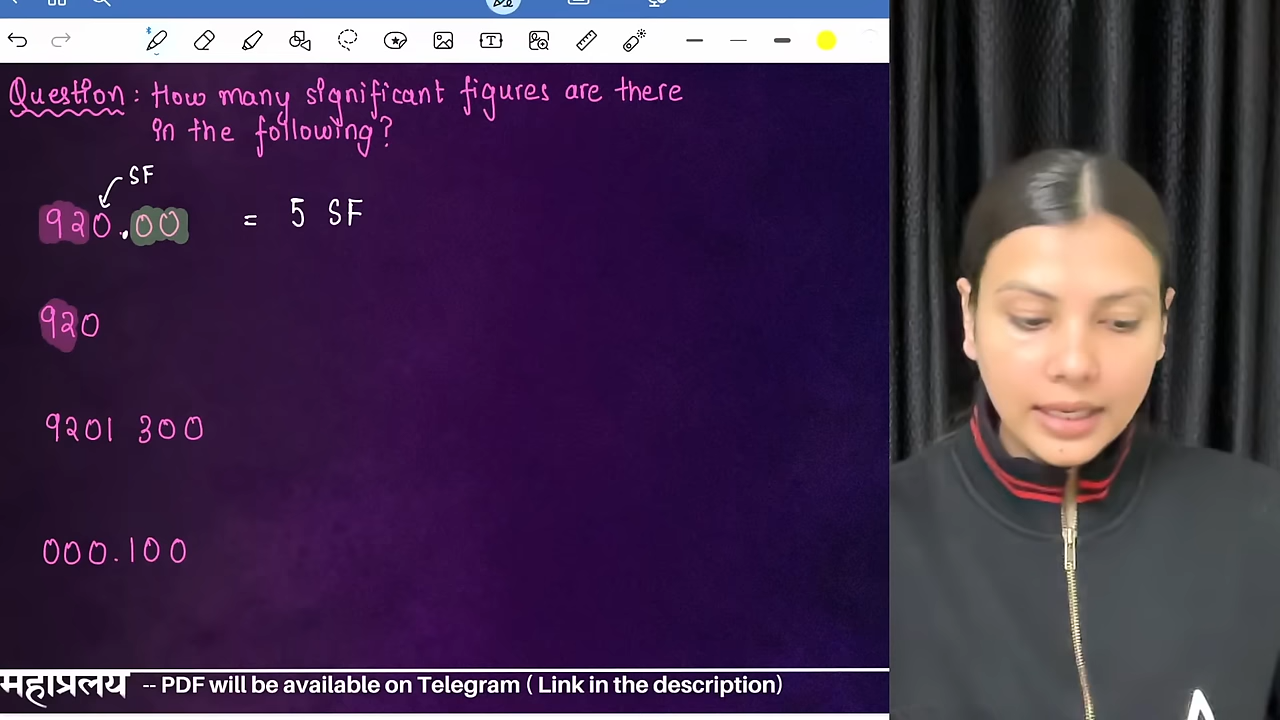 Question: How many significant figures are there
in the following?
SF
920.00 = 5 SF
920
9201 300
000.100
महाप्रलय -- PDF will be available on Telegram ( Link in the description)